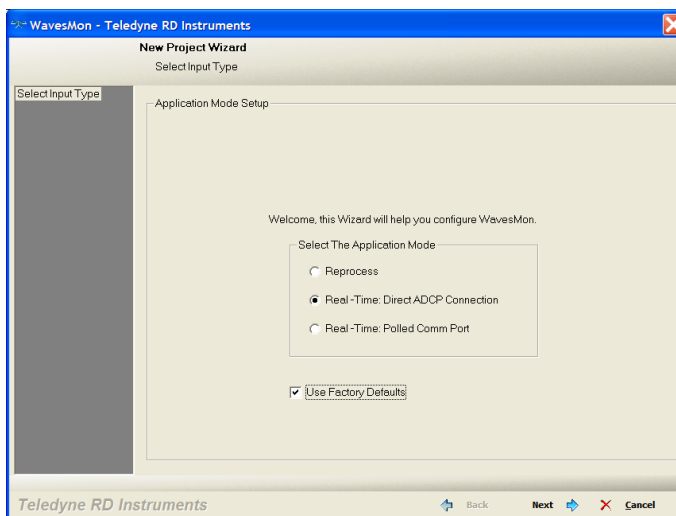 WavesMon - Teledyne RD Instruments
New Project Wizard
Select Input Type
Select Input Type
Application Mode Setup
Welcome, this Wizard will help you configure WavesMon.
Select The Application Mode
Reprocess
Real-Time: Direct ADCP Connection
Real-Time: Polled Comm Port
Use Factory Defaults
Teledyne RD Instruments
Back
Next
Cancel